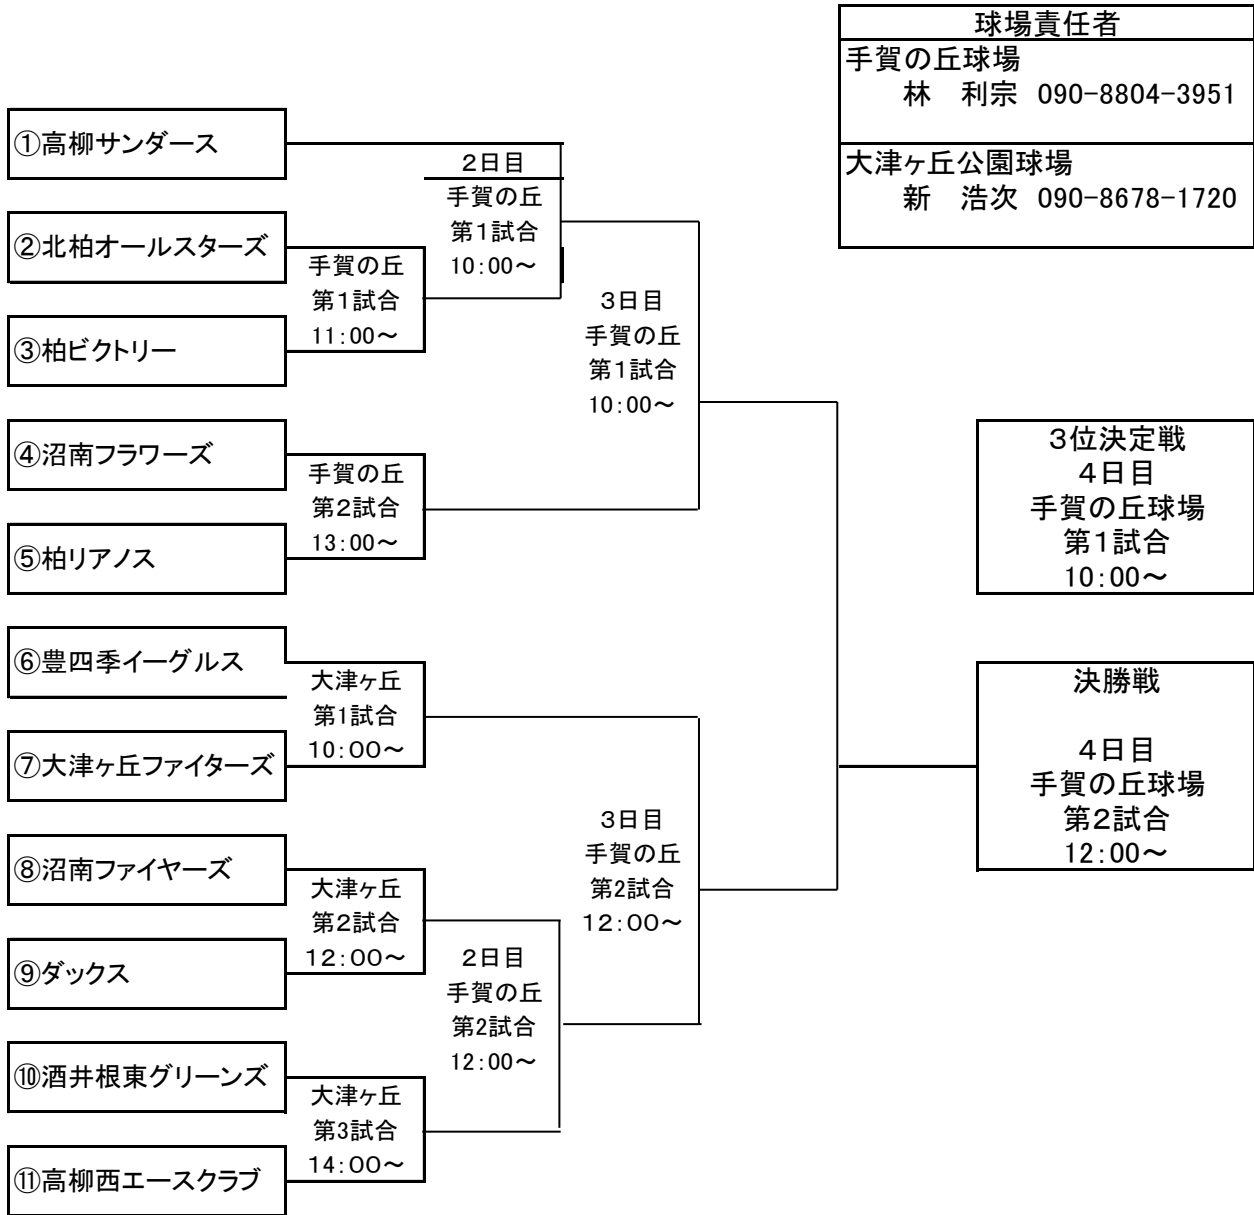 球場責任者
手賀の丘球場
林　利宗 090-8804-3951
大津ヶ丘公園球場
新　浩次 090-8678-1720
①高柳サンダース
②北柏オールスターズ
③柏ビクトリー
④沼南フラワーズ
⑤柏リアノス
⑥豊四季イーグルス
⑦大津ヶ丘ファイターズ
⑧沼南ファイヤーズ
⑨ダックス
⑩酒井根東グリーンズ
⑪高柳西エースクラブ
手賀の丘
第１試合
11:00～
手賀の丘
第２試合
13:00～
大津ヶ丘
第1試合
10:00～
大津ヶ丘
第２試合
12:00～
大津ヶ丘
第3試合
14:00～
２日目
手賀の丘
第１試合
10:00～
２日目
手賀の丘
第2試合
12:00～
３日目
手賀の丘
第１試合
10:00～
３日目
手賀の丘
第2試合
12:00～
３位決定戦
４日目
手賀の丘球場
第１試合
10:00～
決勝戦
４日目
手賀の丘球場
第２試合
12:00～